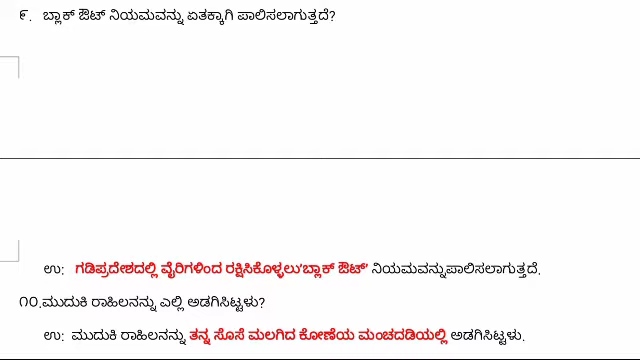 ೯. ಬ್ಲಾಕ್ ಔಟ್ ನಿಯಮವನ್ನು ಏತಕ್ಕಾಗಿ ಪಾಲಿಸಲಾಗುತ್ತದೆ?
ಉ: ಗಡಿಪ್ರದೇಶದಲ್ಲಿ ವೈರಿಗಳಿಂದ ರಕ್ಷಿಸಿಕೊಳ್ಳಲು'ಬ್ಲಾಕ್ ಔಟ್' ನಿಯಮವನ್ನುಪಾಲಿಸಲಾಗುತ್ತದೆ.
೧೦.ಮುದುಕಿ ರಾಹಿಲನನ್ನು ಎಲ್ಲಿ ಅಡಗಿಸಿಟ್ಟಳು?
ಉ: ಮುದುಕಿ ರಾಹಿಲನನ್ನು ತನ್ನ ಸೊಸೆ ಮಲಗಿದ ಕೋಣೆಯ ಮಂಚದಡಿಯಲ್ಲಿ ಅಡಗಿಸಿಟ್ಟಳು.